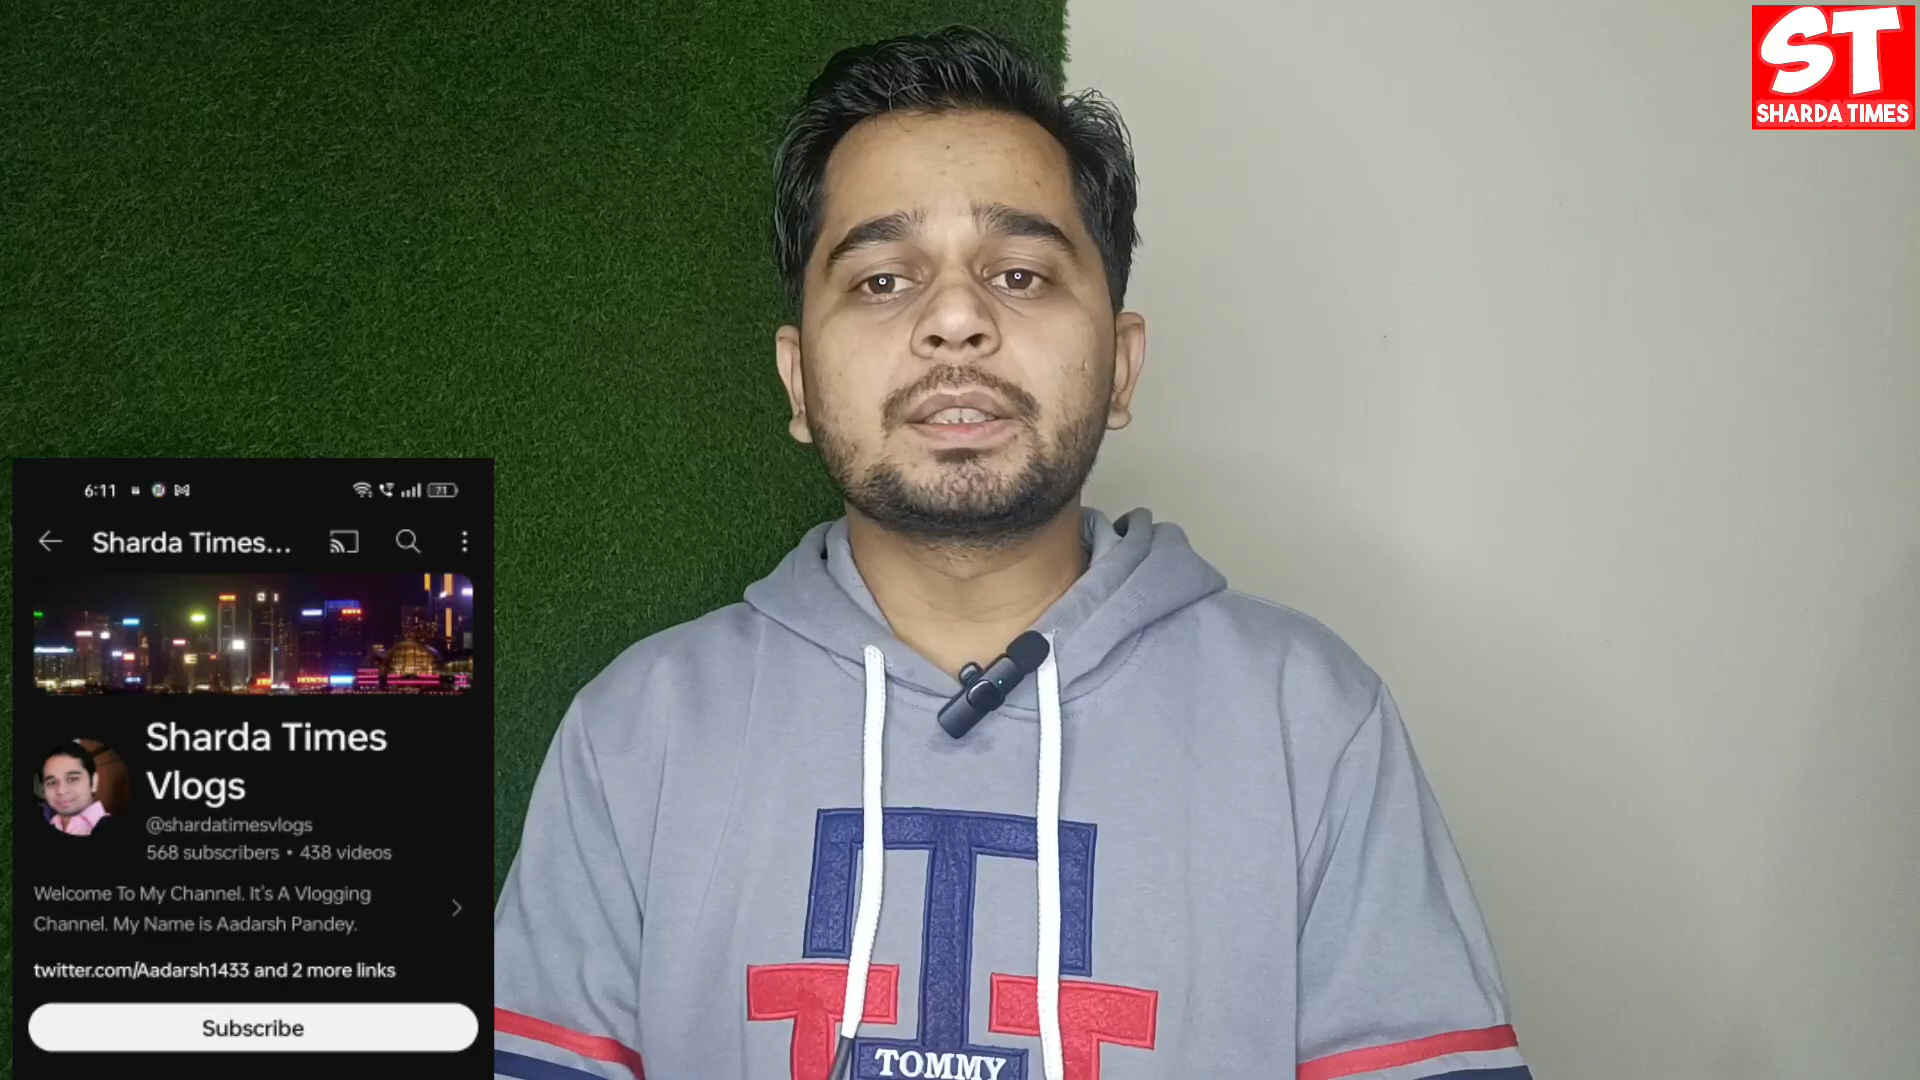 ST
SHARDA TIMES
6:11
71
Sharda Times...
Sharda Times
Vlogs
@shardatimesvlogs
568 subscribers • 438 videos
Welcome To My Channel. It's A Vlogging
Channel. My Name is Aadarsh Pandey.
twitter.com/Aadarsh1433 and 2 more links
Subscribe
TOMMY